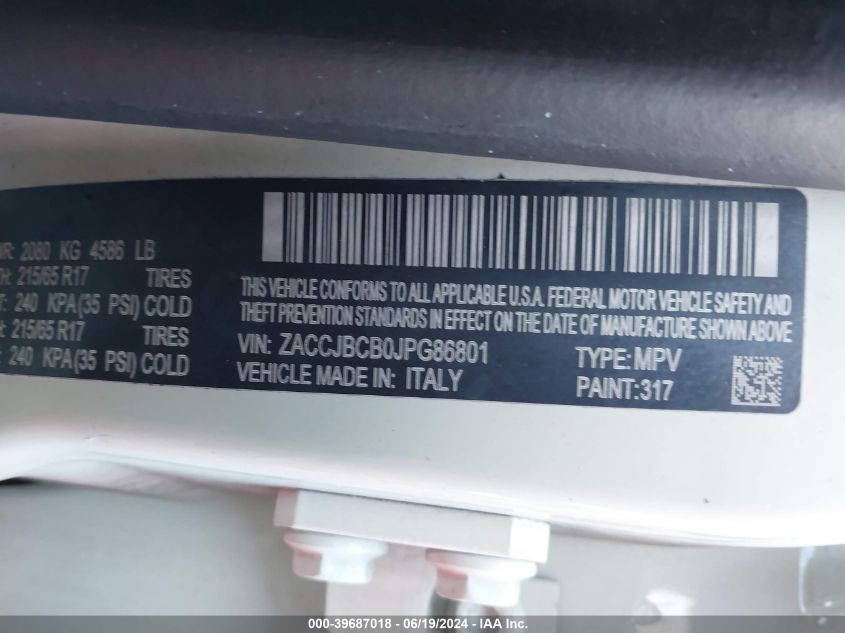 2080 KG 4586 LB
215/65 R17 TIRES
240 KPA(35 PSI) COLD
215/65 R17 TIRES
240 KPA(35 PSI) COLD
THIS VEHICLE CONFORMS TO ALL APPLICABLE U.S.A. FEDERAL MOTOR VEHICLE SAFETY AND
THEFT PREVENTION STANDARDS IN EFFECT ON THE DATE OF MANUFACTURE SHOWN ABOVE
VIN: ZACCJBCB0JPG86801 TYPE:MPV
VEHICLE MADE IN: ITALY PAINT:317
000-39687018 - 06/19/2024 - IAA Inc.